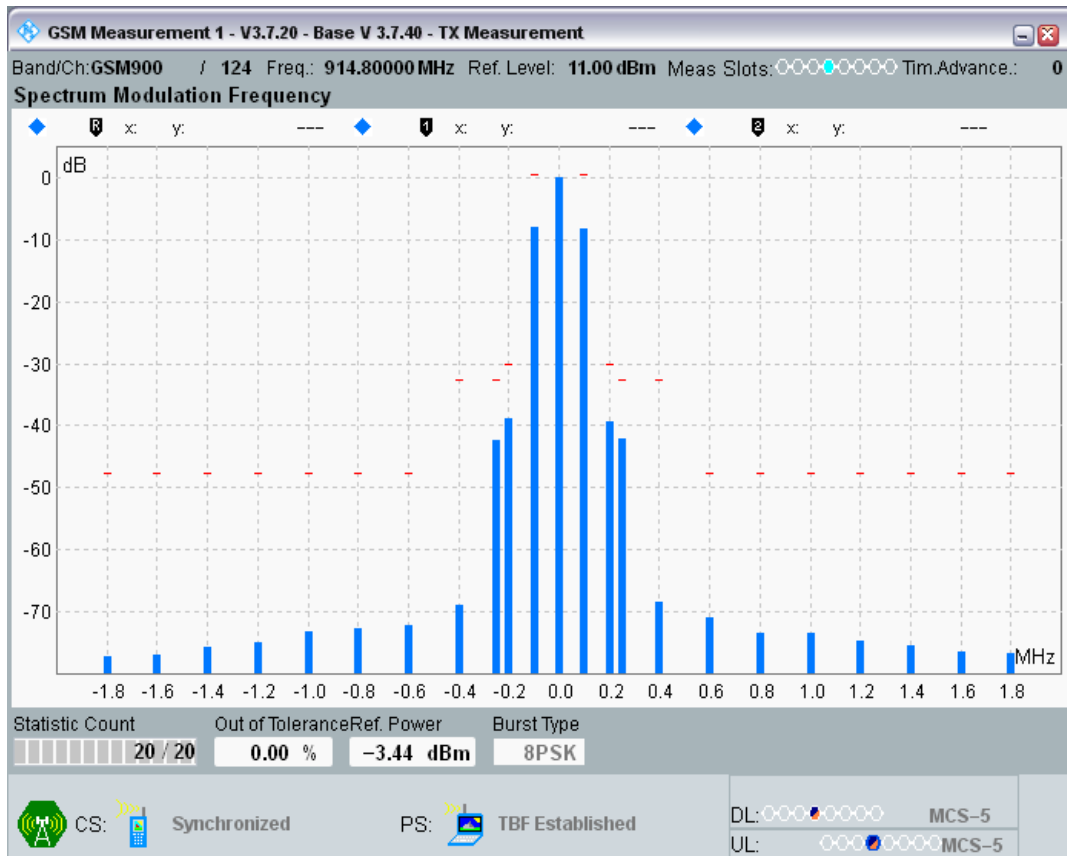 GSM Measurement 1 - V3.7.20 - Base V 3.7.40 - TX Measurement
Band/Ch:GSM900 / 124 Freq.: 914.80000 MHz Ref. Level: 11.00 dBm Meas Slots: Tim.Advance.: 0
Spectrum Modulation Frequency
R x: y: --- 1 x: y: --- 2 x: y: ---
dB
0
-10
-20
-30
-40
-50
-60
-70
MHz
-1.8 -1.6 -1.4 -1.2 -1.0 -0.8 -0.6 -0.4 -0.2 0.0 0.2 0.4 0.6 0.8 1.0 1.2 1.4 1.6 1.8
Statistic Count Out of Tolerance Ref. Power Burst Type
20 / 20 0.00 % −3.44 dBm 8PSK
CS: Synchronized PS: TBF Established DL: MCS−5
UL: MCS−5